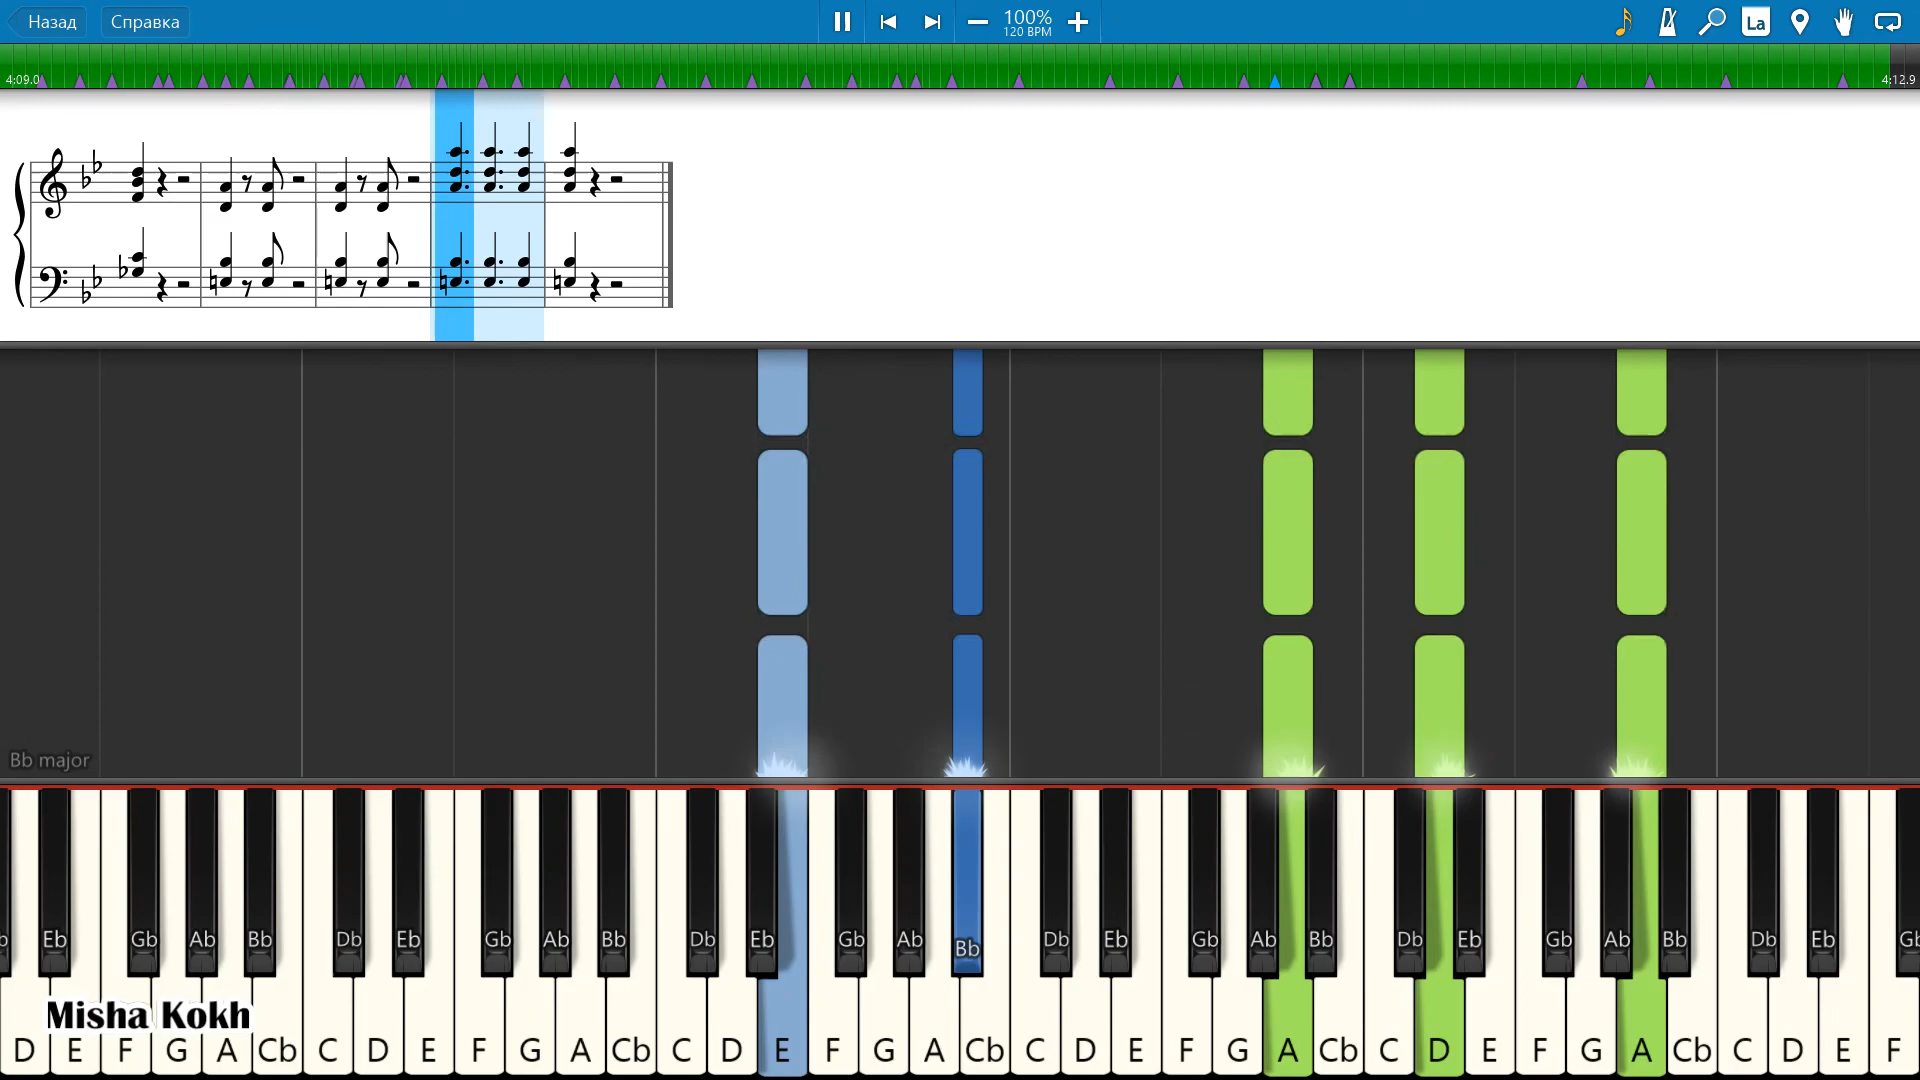 Назад Справка 100% La
120 BPM
4:09.0 4:12.9
Bb major
Eb Gb Ab Bb Db Eb Gb Ab Bb Db Eb Gb Ab Bb Db Eb Gb Ab Bb Db Eb Gb Ab Bb Db Eb
Misha Kokh
D E F G A Cb C D E F G A Cb C D E F G A Cb C D E F G A Cb C D E F G A Cb C D E F